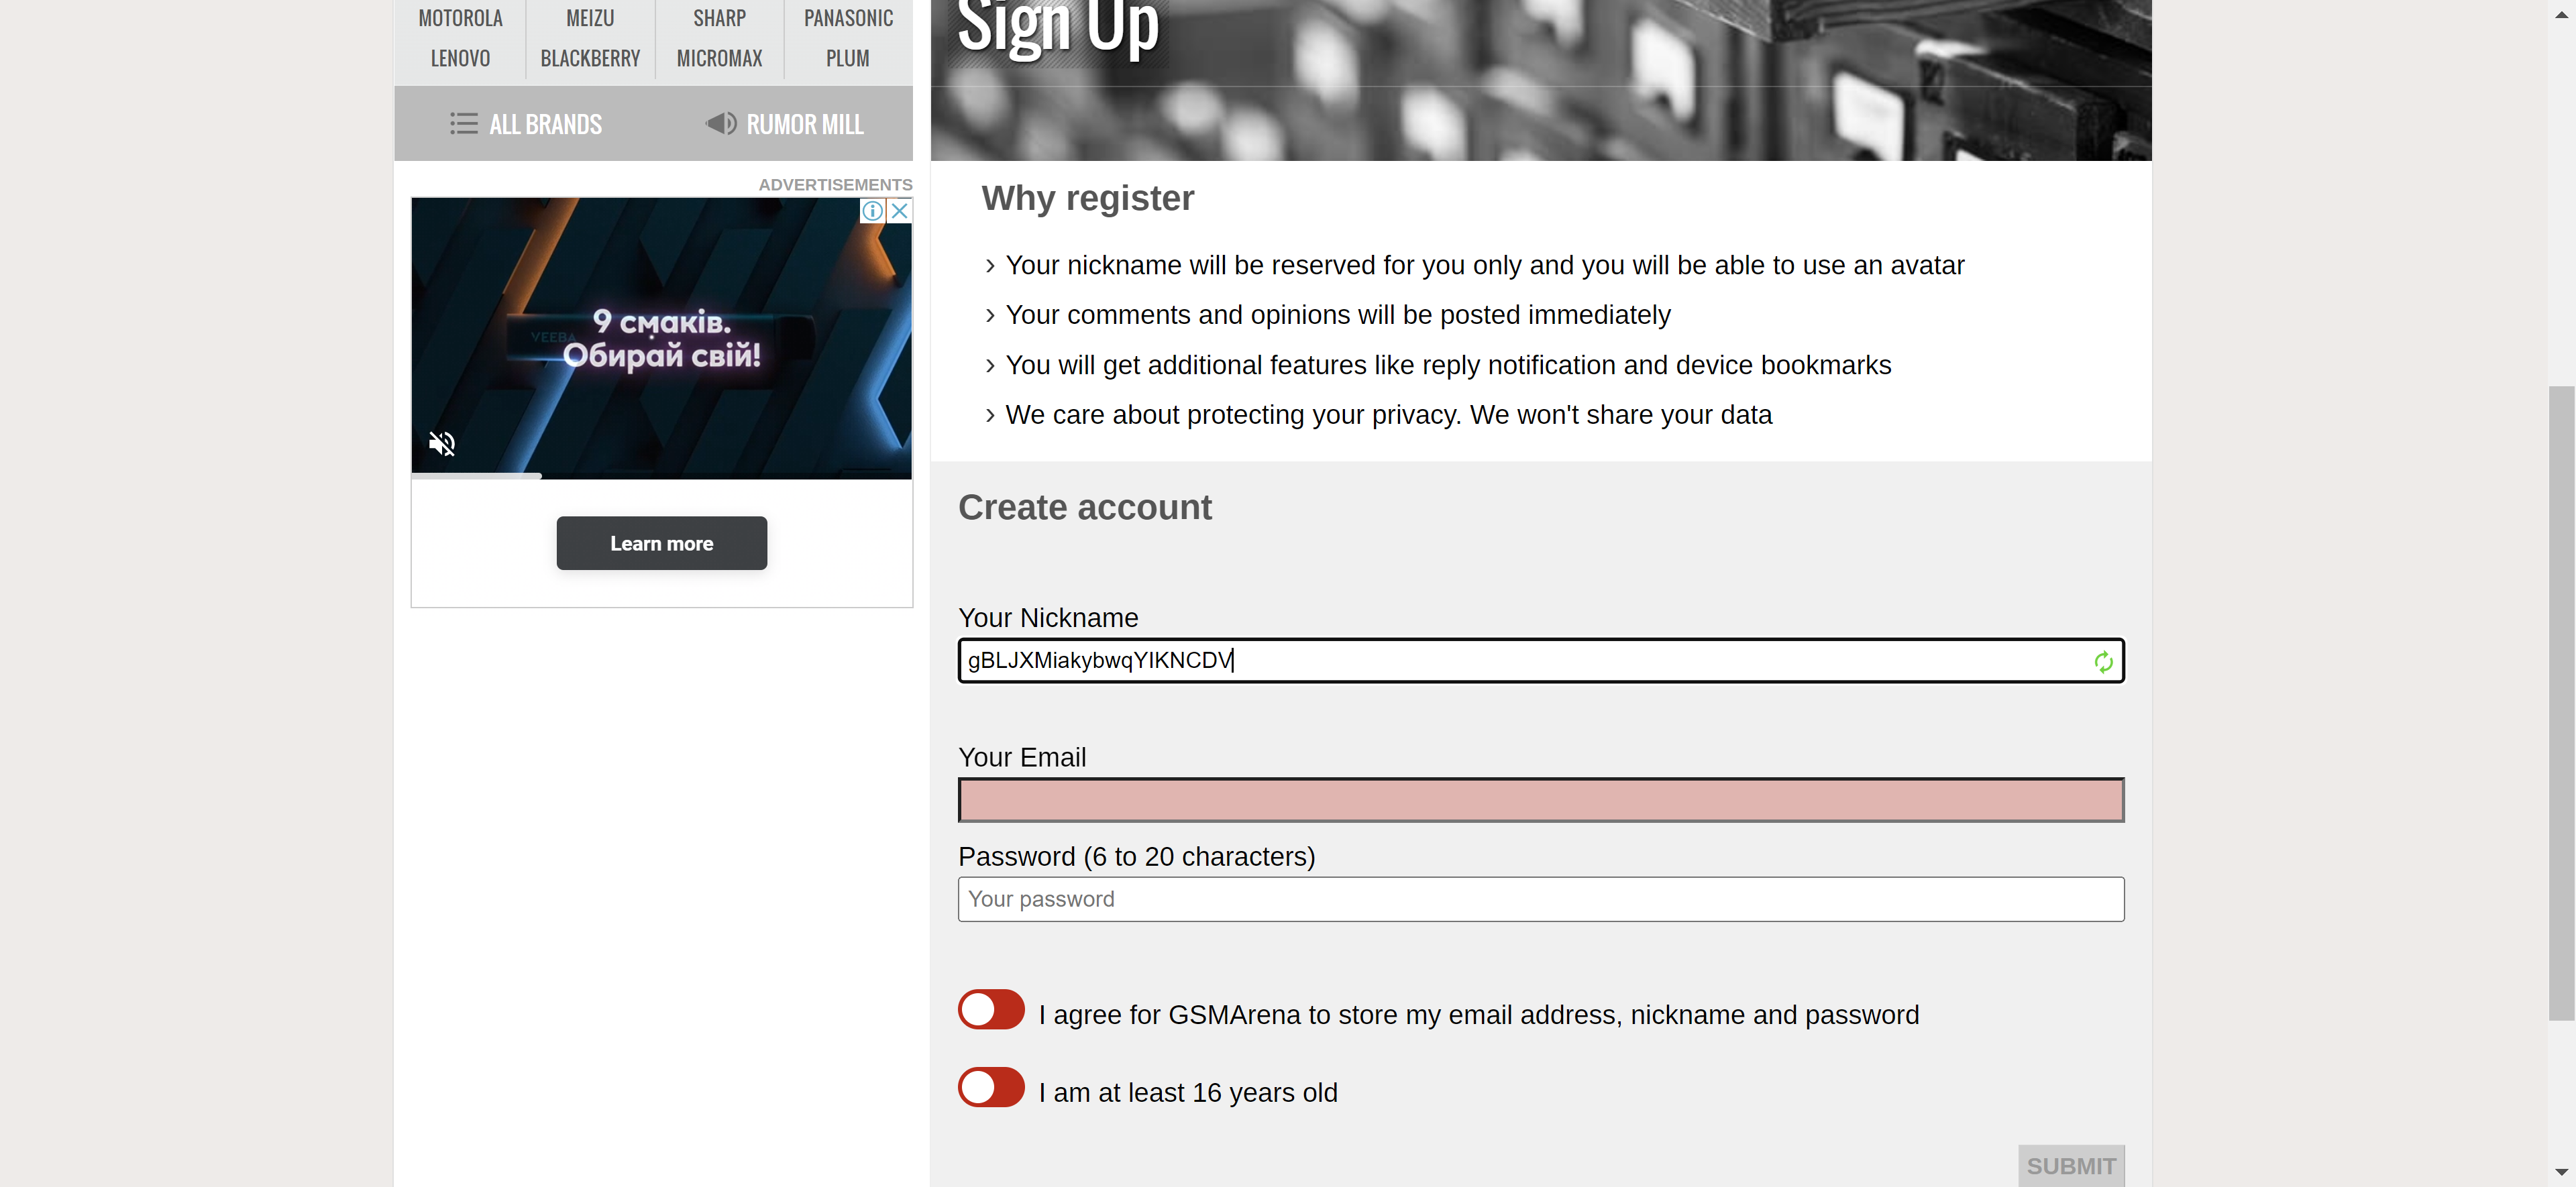 MOTOROLA
MEIZU
SHARP
PANASONIC
LENOVO
BLACKBERRY
MICROMAX
PLUM
ALL BRANDS
RUMOR MILL
ADVERTISEMENTS
VEEBA
9 смаків.
Обирай свій!
Learn more
Sign Up
Why register
Your nickname will be reserved for you only and you will be able to use an avatar
Your comments and opinions will be posted immediately
You will get additional features like reply notification and device bookmarks
We care about protecting your privacy. We won't share your data
Create account
Your Nickname
gBLJXMiakybwqYIKNCDV
Your Email
Password (6 to 20 characters)
Your password
I agree for GSMArena to store my email address, nickname and password
I am at least 16 years old
SUBMIT